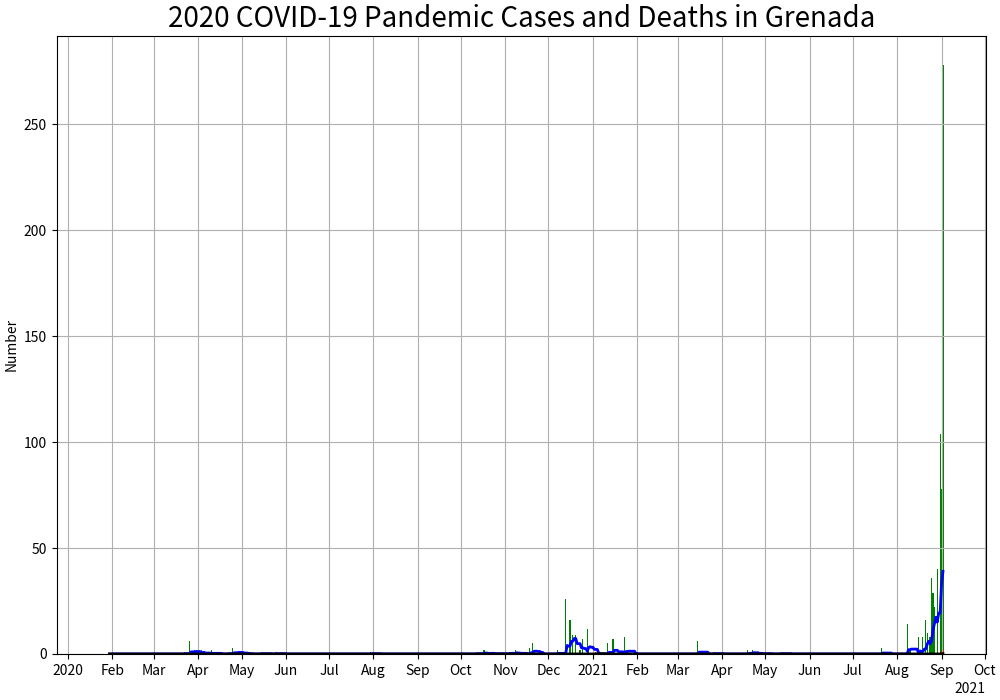 2020 COVID-19 Pandemic Cases and Deaths in Grenada
Number
250
200
150
100
50
0
2020 Feb Mar Apr May Jun Jul Aug Sep Oct Nov Dec 2021 Feb Mar Apr May Jun Jul Aug Sep Oct
2021